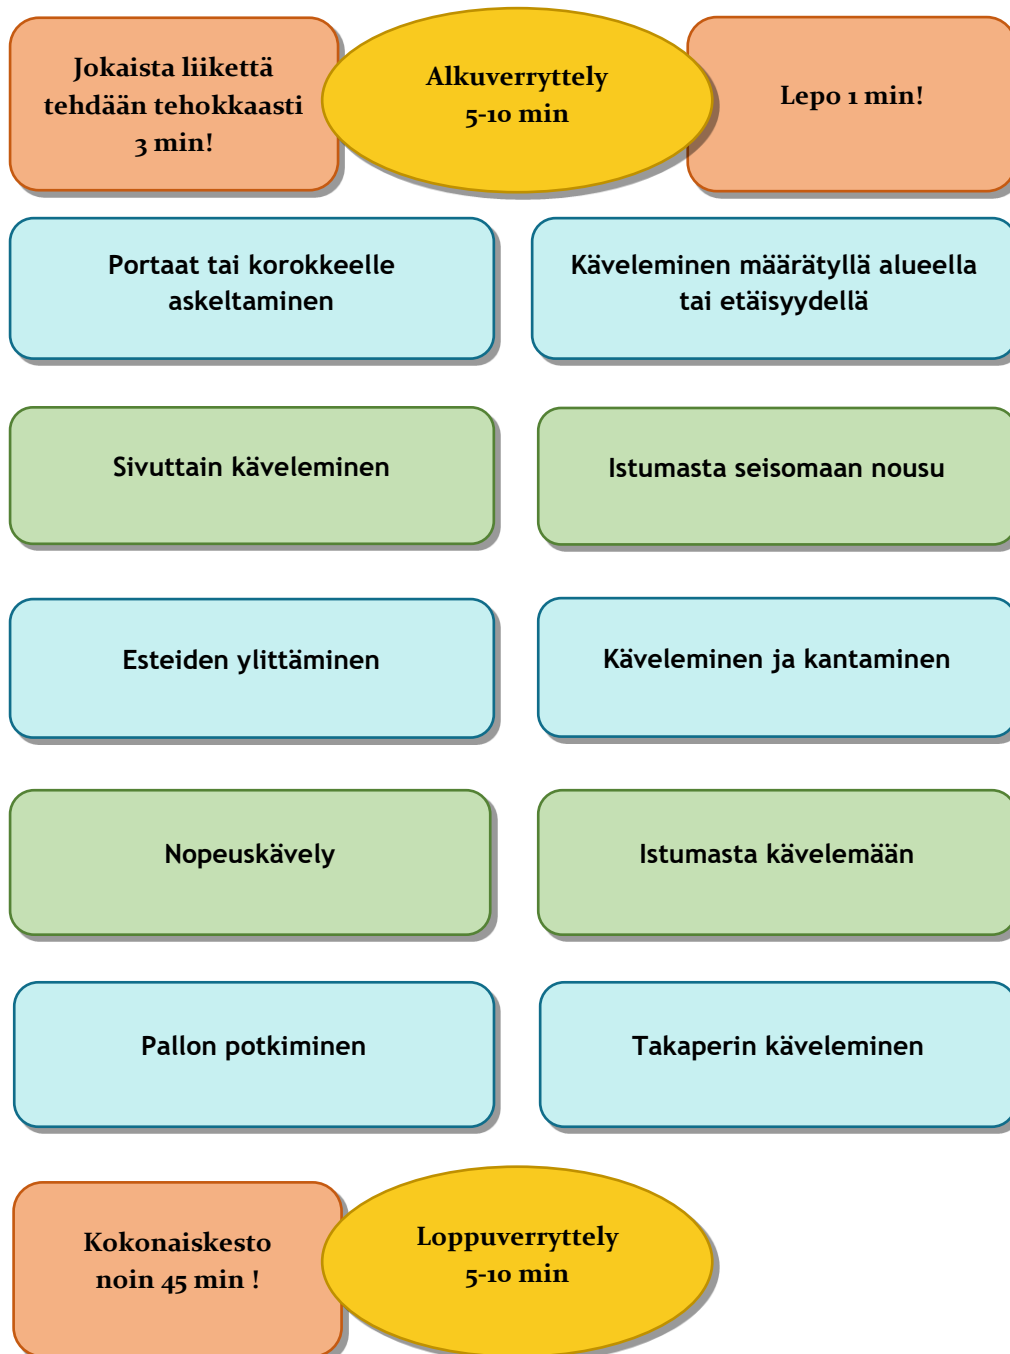 Jokaista liikettä
tehdään tehokkaasti
3 min!
Alkuverryttely
5-10 min
Lepo 1 min!
Portaat tai korokkeelle
askeltaminen
Käveleminen määrätyllä alueella
tai etäisyydellä
Sivuttain käveleminen
Istumasta seisomaan nousu
Esteiden ylittäminen
Käveleminen ja kantaminen
Nopeuskävely
Istumasta kävelemään
Pallon potkiminen
Takaperin käveleminen
Kokonaiskesto
noin 45 min !
Loppuverryttely
5-10 min